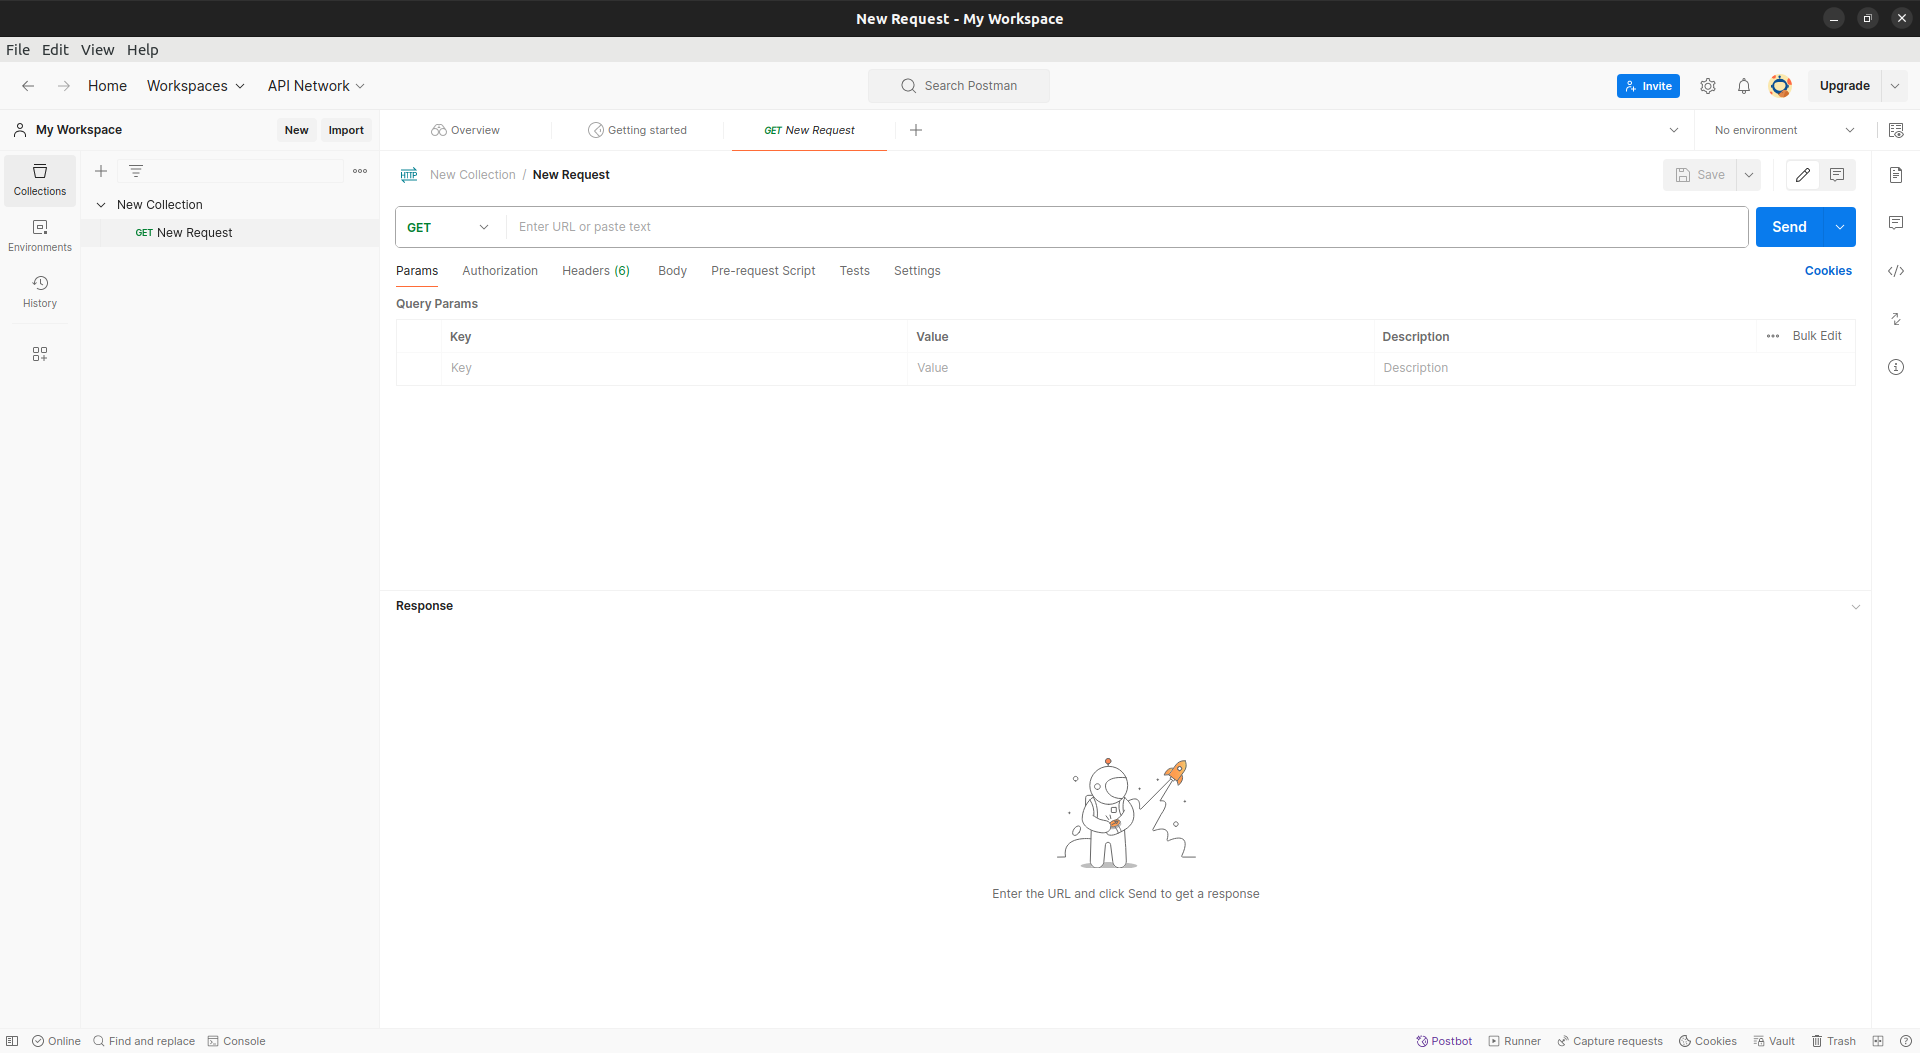 New Request - My Workspace
File Edit View Help
Home Workspaces API Network Search Postman Invite Upgrade
My Workspace New Import Overview Getting started GET New Request No environment
Collections
Environments
History
New Collection
GET New Request
HTTP New Collection / New Request Save
GET Enter URL or paste text Send
Params Authorization Headers (6) Body Pre-request Script Tests Settings Cookies
Query Params
Key Value Description Bulk Edit
Key Value Description
Response
Enter the URL and click Send to get a response
Online Find and replace Console Postbot Runner Capture requests Cookies Vault Trash